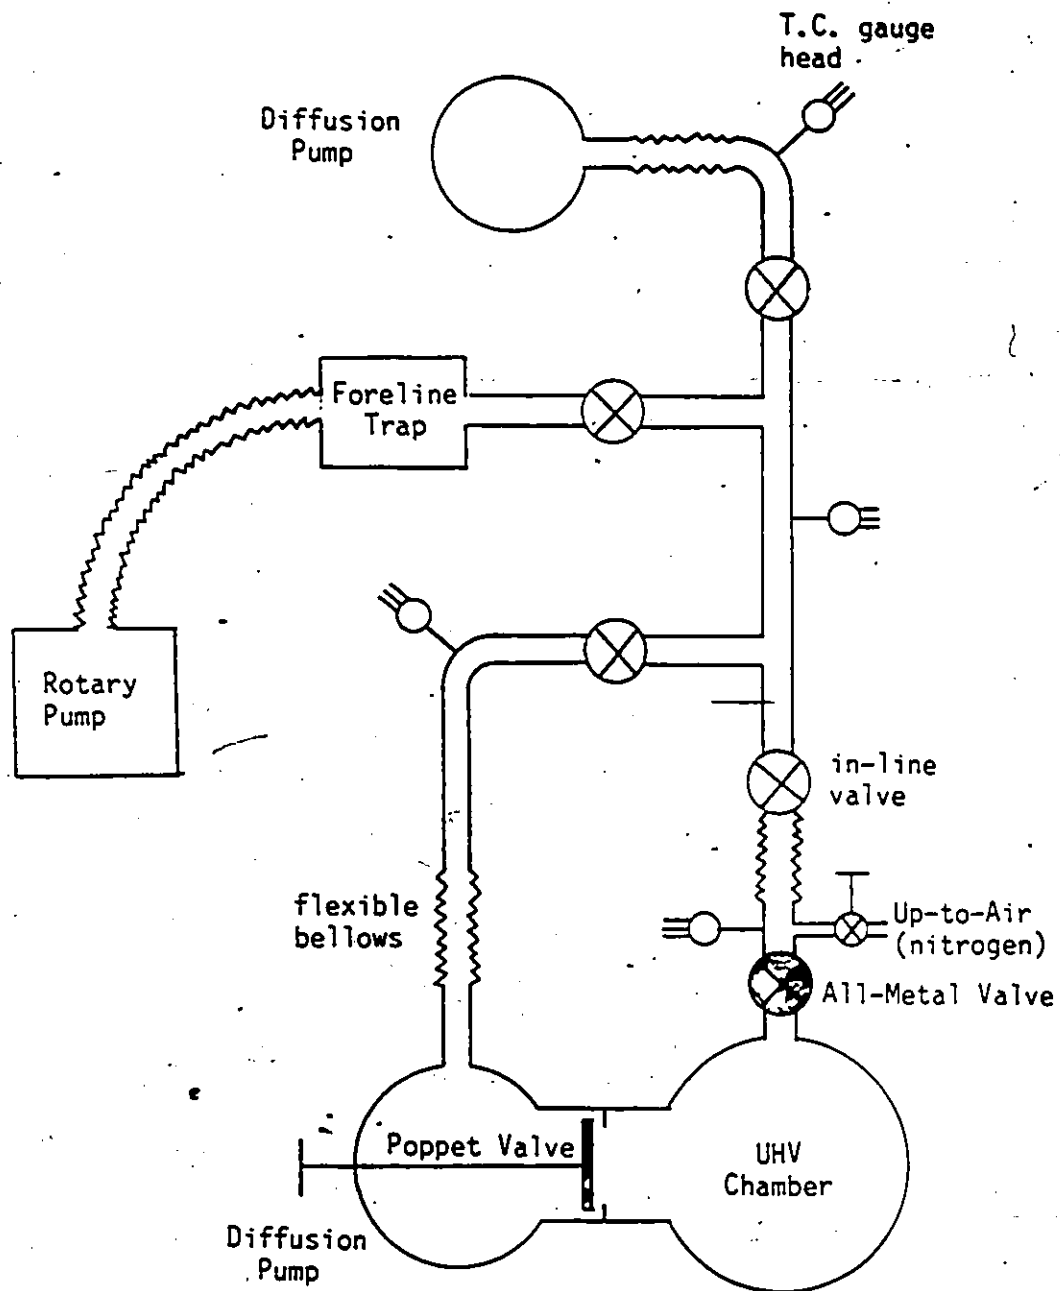 T.C. gauge
head
Diffusion
Pump
Foreline
Trap
Rotary
Pump
in-line
valve
flexible
bellows
Up-to-Air
(nitrogen)
All-Metal Valve
Poppet Valve
UHV
Chamber
Diffusion
Pump